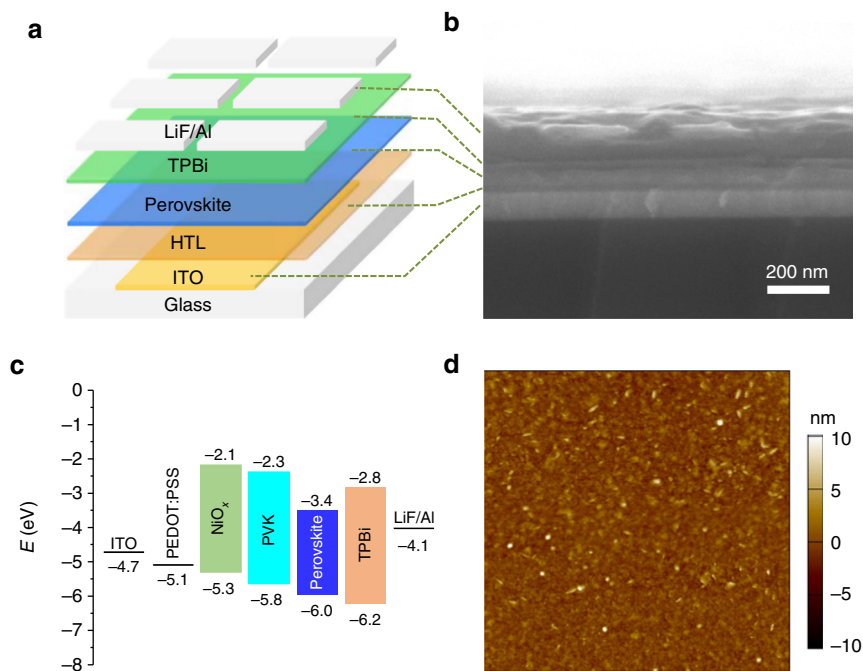 a
LiF/Al
TPBi
Perovskite
HTL
ITO
Glass
b
200 nm
c
E (eV)
0
–1
–2
–3
–4
–5
–6
–7
–8
ITO
–4.7
PEDOT:PSS
–5.1
–2.1
NiOₓ
–5.3
–2.3
PVK
–5.8
–3.4
Perovskite
–6.0
–2.8
TPBi
–6.2
LiF/Al
–4.1
d
nm
10
5
0
–5
–10